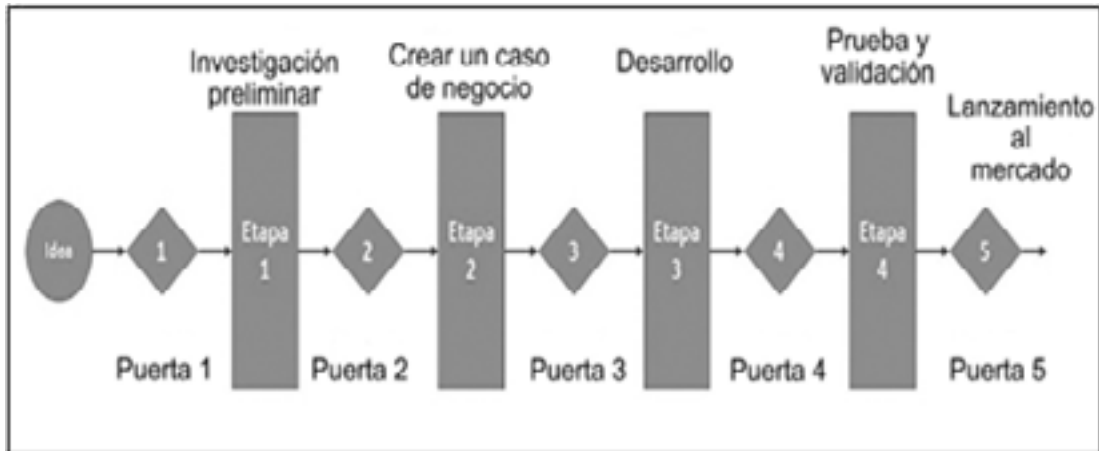 Investigación
preliminar
Crear un caso
de negocio
Desarrollo
Prueba y
validación
Lanzamiento
al
mercado
Idea
1
Etapa
1
2
Etapa
2
3
Etapa
3
4
Etapa
4
5
Puerta 1
Puerta 2
Puerta 3
Puerta 4
Puerta 5